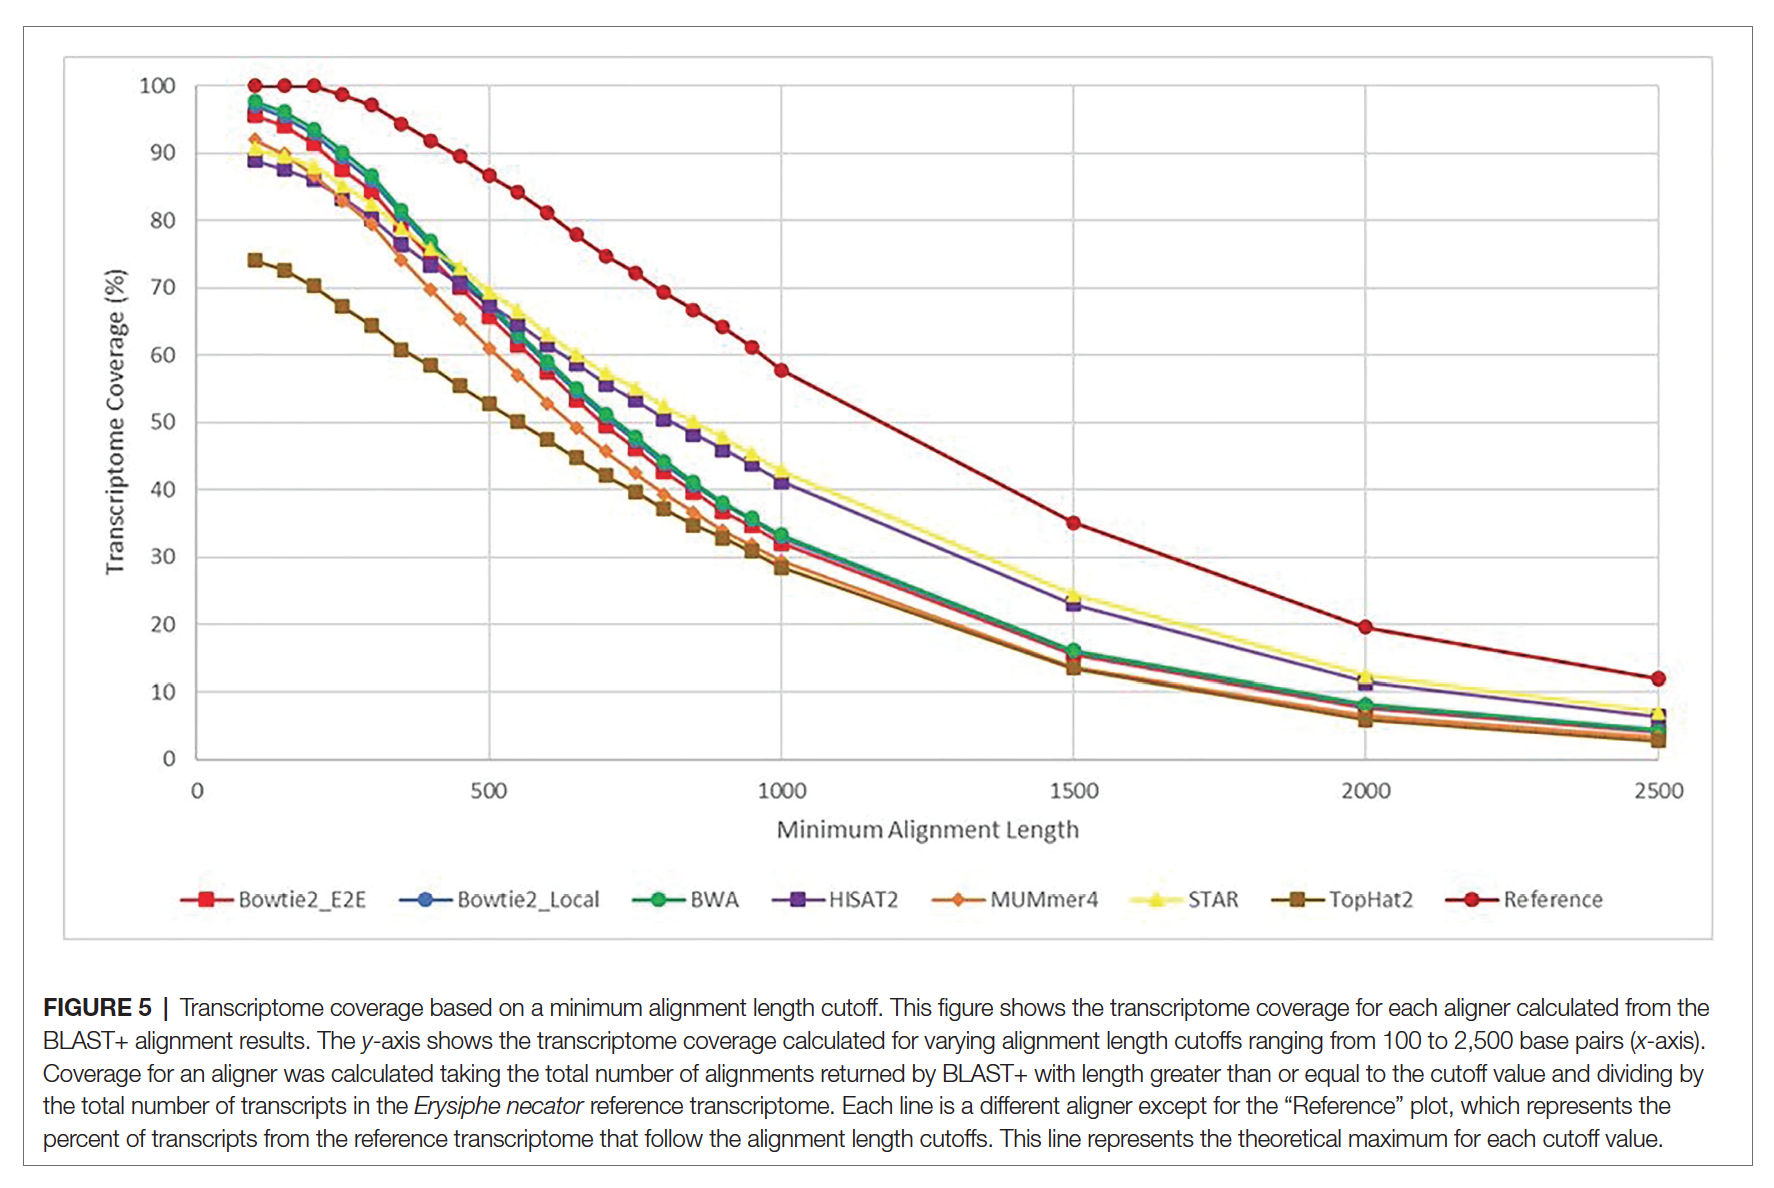 100
90
80
70
60
50
40
30
20
10
0
Transcriptome Coverage (%)
0 500 1000 1500 2000 2500
Minimum Alignment Length
Bowtie2_E2E Bowtie2_Local BWA HISAT2 MUMmer4 STAR TopHat2 Reference
FIGURE 5 | Transcriptome coverage based on a minimum alignment length cutoff. This figure shows the transcriptome coverage for each aligner calculated from the
BLAST+ alignment results. The y-axis shows the transcriptome coverage calculated for varying alignment length cutoffs ranging from 100 to 2,500 base pairs (x-axis).
Coverage for an aligner was calculated taking the total number of alignments returned by BLAST+ with length greater than or equal to the cutoff value and dividing by
the total number of transcripts in the Erysiphe necator reference transcriptome. Each line is a different aligner except for the “Reference” plot, which represents the
percent of transcripts from the reference transcriptome that follow the alignment length cutoffs. This line represents the theoretical maximum for each cutoff value.